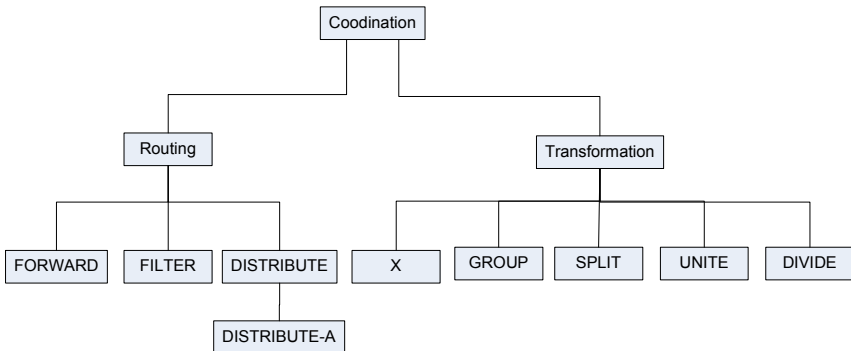 Coodination
Routing
Transformation
FORWARD
FILTER
DISTRIBUTE
X
GROUP
SPLIT
UNITE
DIVIDE
DISTRIBUTE-A